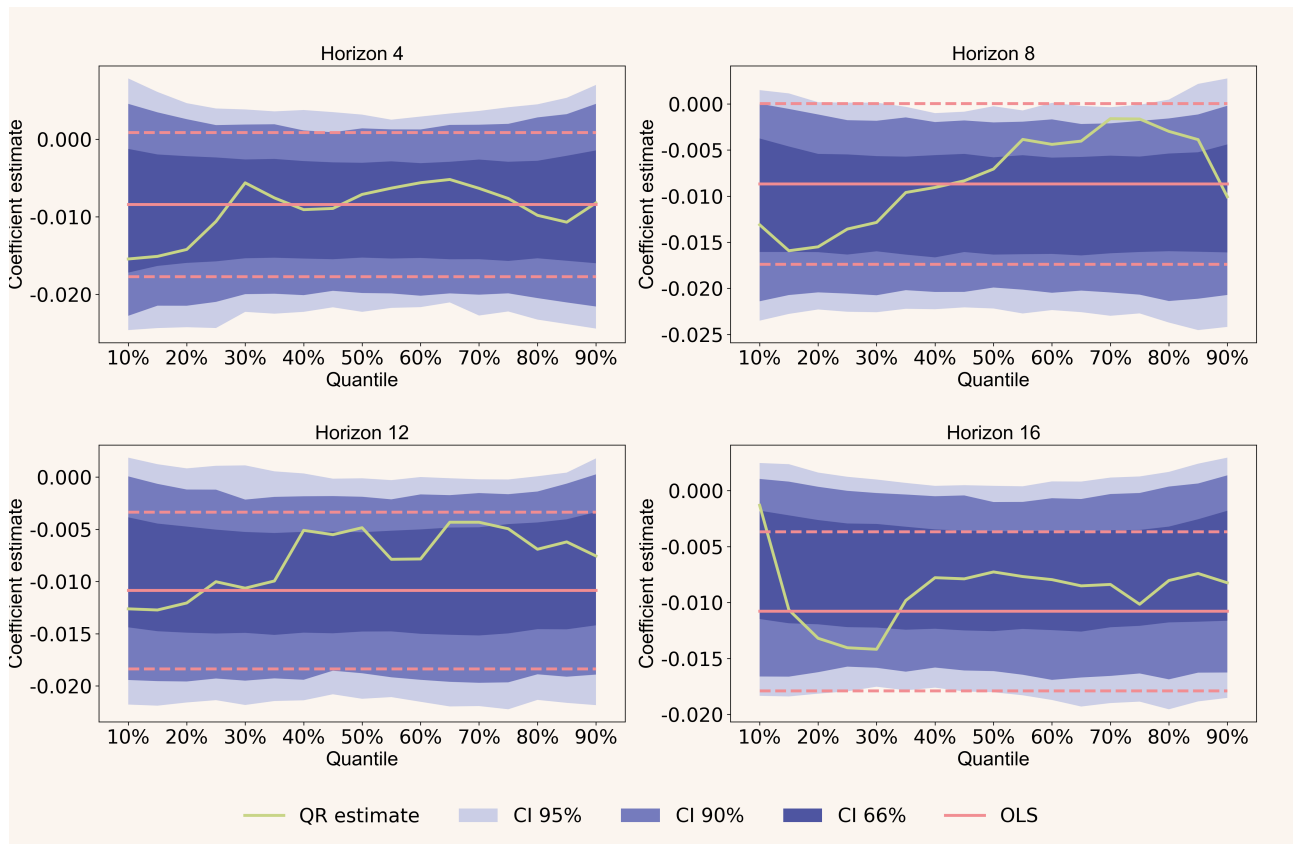 Horizon 4
Coefficient estimate
0.000
-0.010
-0.020
10% 20% 30% 40% 50% 60% 70% 80% 90%
Quantile
Horizon 8
Coefficient estimate
0.000
-0.005
-0.010
-0.015
-0.020
-0.025
10% 20% 30% 40% 50% 60% 70% 80% 90%
Quantile
Horizon 12
Coefficient estimate
0.000
-0.005
-0.010
-0.015
-0.020
10% 20% 30% 40% 50% 60% 70% 80% 90%
Quantile
Horizon 16
Coefficient estimate
0.000
-0.005
-0.010
-0.015
-0.020
10% 20% 30% 40% 50% 60% 70% 80% 90%
Quantile
QR estimate CI 95% CI 90% CI 66% OLS